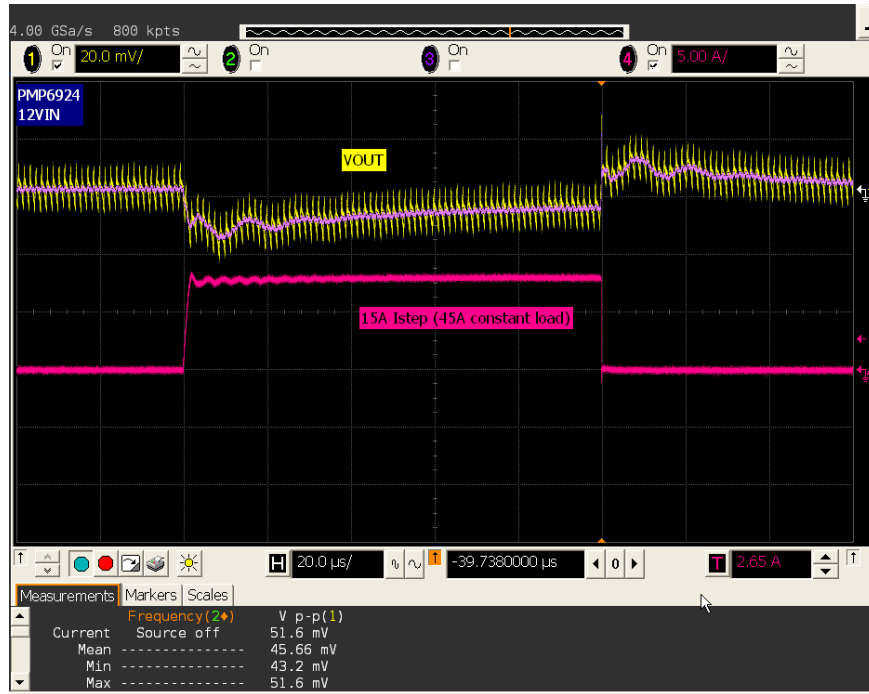 4.00 GSa/s 800 kpts
1 On 20.0 mV/ 2 On 3 On 4 On 5.00 A/
PMP6924
12VIN
VOUT
15A Istep (45A constant load)
H 20.0 µs/ -39.7380000 µs 0 T 2.65 A
Measurements Markers Scales
Frequency(2♦) V p-p(1)
Current Source off 51.6 mV
Mean --------------- 45.66 mV
Min --------------- 43.2 mV
Max --------------- 51.6 mV